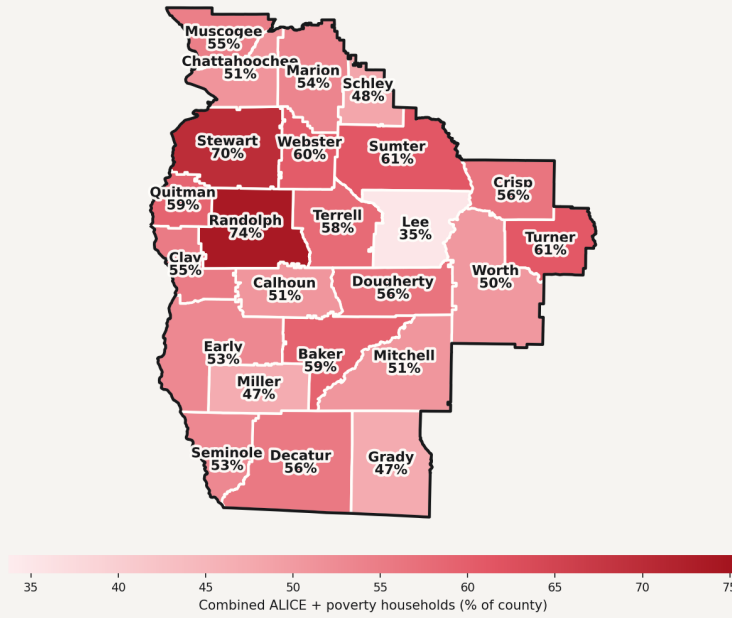 Muscogee
55%
Chattahoochee
51%
Marion
54%
Schley
48%
Stewart
70%
Webster
60%
Sumter
61%
Crisp
56%
Quitman
59%
Randolph
74%
Terrell
58%
Lee
35%
Turner
61%
Clay
55%
Calhoun
51%
Dougherty
56%
Worth
50%
Early
53%
Baker
59%
Mitchell
51%
Miller
47%
Seminole
53%
Decatur
56%
Grady
47%
35 40 45 50 55 60 65 70 75
Combined ALICE + poverty households (% of county)